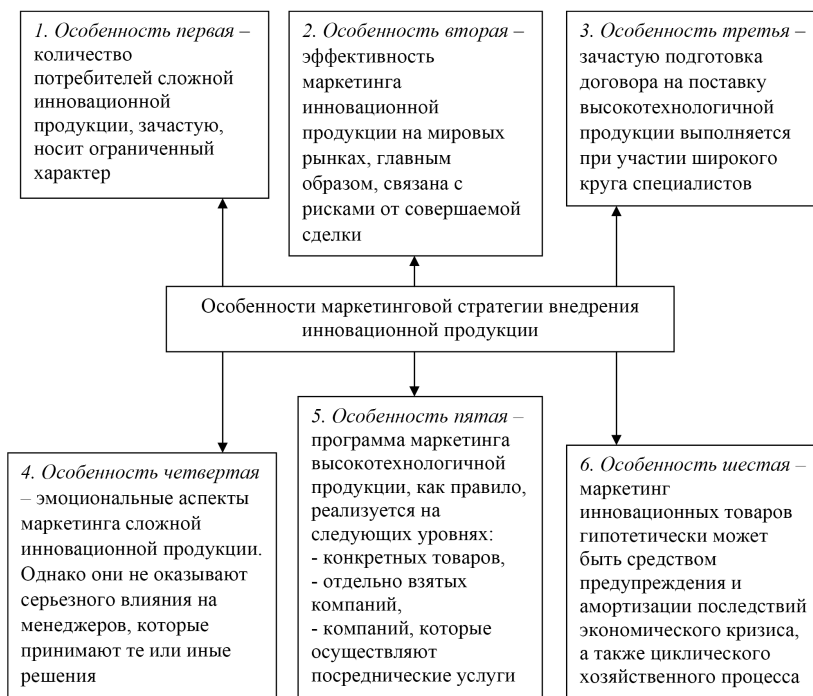 1. Особенность первая –
количество
потребителей сложной
инновационной
продукции, зачастую,
носит ограниченный
характер
2. Особенность вторая –
эффективность
маркетинга
инновационной
продукции на мировых
рынках, главным
образом, связана с
рисками от совершаемой
сделки
3. Особенность третья –
зачастую подготовка
договора на поставку
высокотехнологичной
продукции выполняется
при участии широкого
круга специалистов
Особенности маркетинговой стратегии внедрения
инновационной продукции
4. Особенность четвертая
– эмоциональные аспекты
маркетинга сложной
инновационной продукции.
Однако они не оказывают
серьезного влияния на
менеджеров, которые
принимают те или иные
решения
5. Особенность пятая –
программа маркетинга
высокотехнологичной
продукции, как правило,
реализуется на
следующих уровнях:
- конкретных товаров,
- отдельно взятых
компаний,
- компаний, которые
осуществляют
посреднические услуги
6. Особенность шестая –
маркетинг
инновационных товаров
гипотетически может
быть средством
предупреждения и
амортизации последствий
экономического кризиса,
а также циклического
хозяйственного процесса